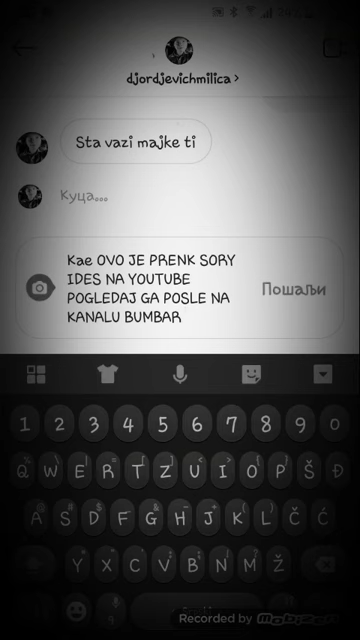 djordjevichmilica >
Sta vazi majke ti
Куца...
Kae OVO JE PRENK SORY
IDES NA YOUTUBE
POGLEDAJ GA POSLE NA
KANALU BUMBAR
Пошаљи
1 2 3 4 5 6 7 8 9 0
Q W E R T Z U I O P Š Đ
A S D F G H J K L Č Ć
Y X C V B N M Ž
Recorded by Mobizen